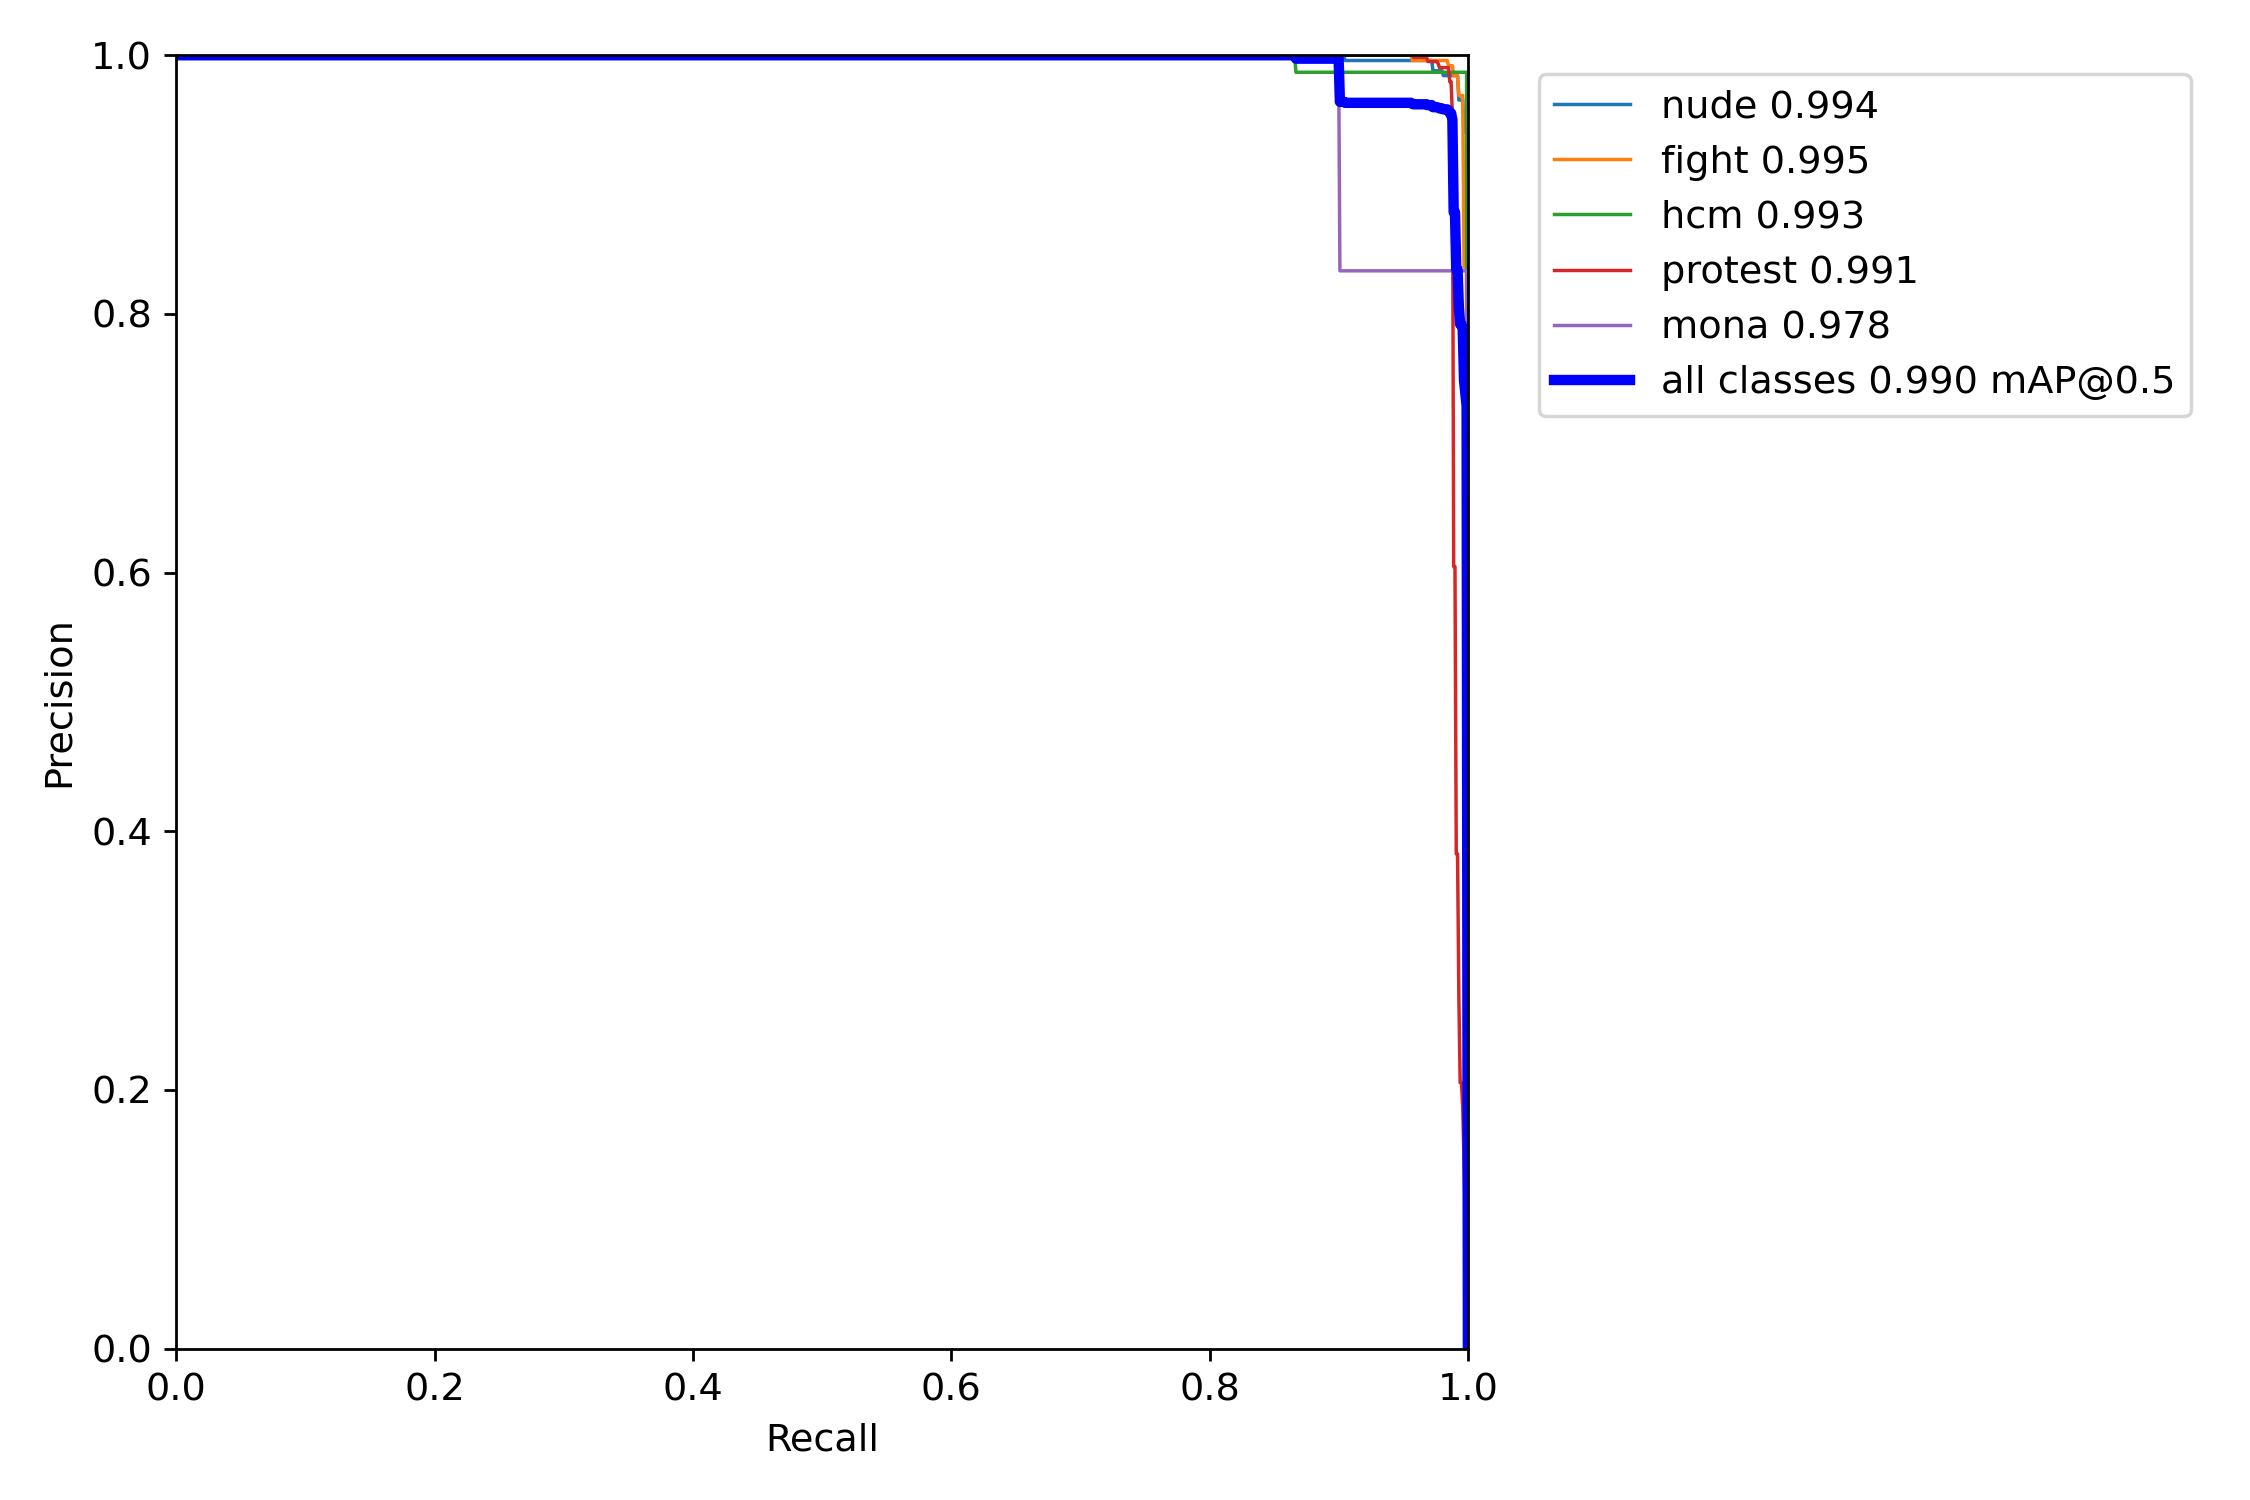 1.0
0.8
0.6
0.4
0.2
0.0
Precision
0.0 0.2 0.4 0.6 0.8 1.0
Recall
nude 0.994
fight 0.995
hcm 0.993
protest 0.991
mona 0.978
all classes 0.990 mAP@0.5